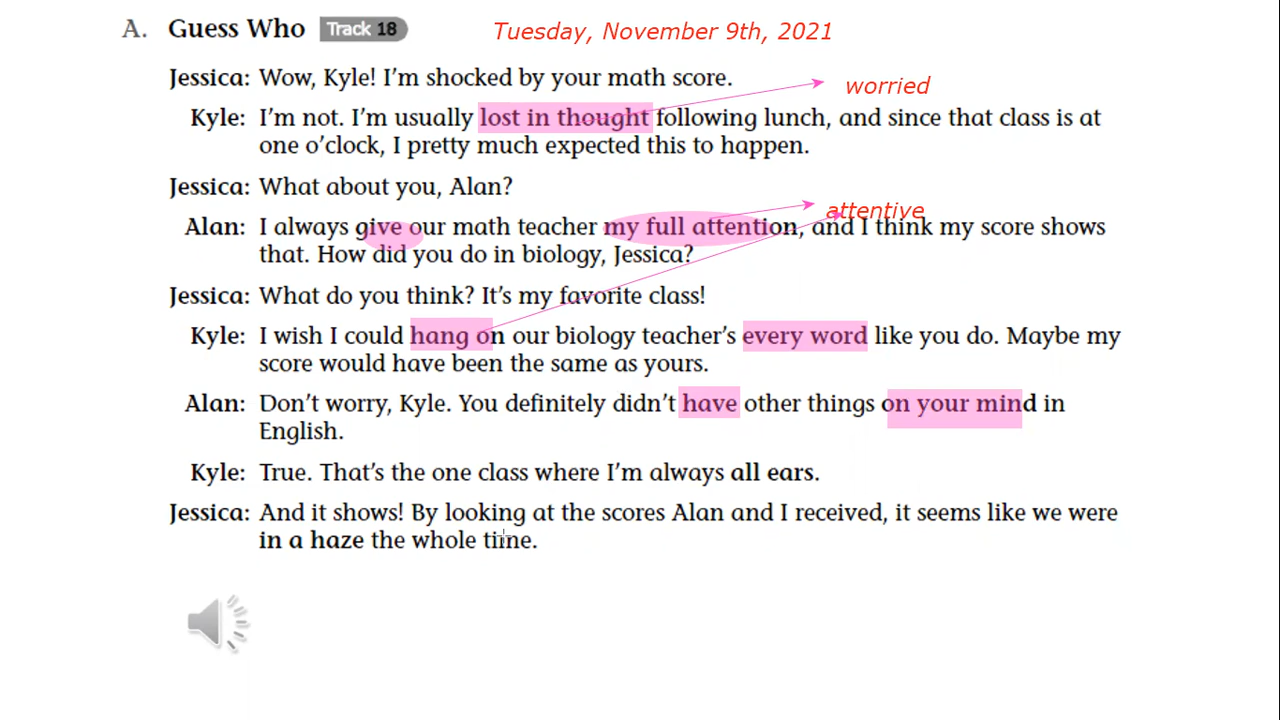 A. Guess Who Track 18 Tuesday, November 9th, 2021
Jessica: Wow, Kyle! I'm shocked by your math score.
worried
Kyle: I'm not. I'm usually lost in thought following lunch, and since that class is at
one o'clock, I pretty much expected this to happen.
Jessica: What about you, Alan?
attentive
Alan: I always give our math teacher my full attention, and I think my score shows
that. How did you do in biology, Jessica?
Jessica: What do you think? It's my favorite class!
Kyle: I wish I could hang on our biology teacher's every word like you do. Maybe my
score would have been the same as yours.
Alan: Don't worry, Kyle. You definitely didn't have other things on your mind in
English.
Kyle: True. That's the one class where I'm always all ears.
Jessica: And it shows! By looking at the scores Alan and I received, it seems like we were
in a haze the whole time.